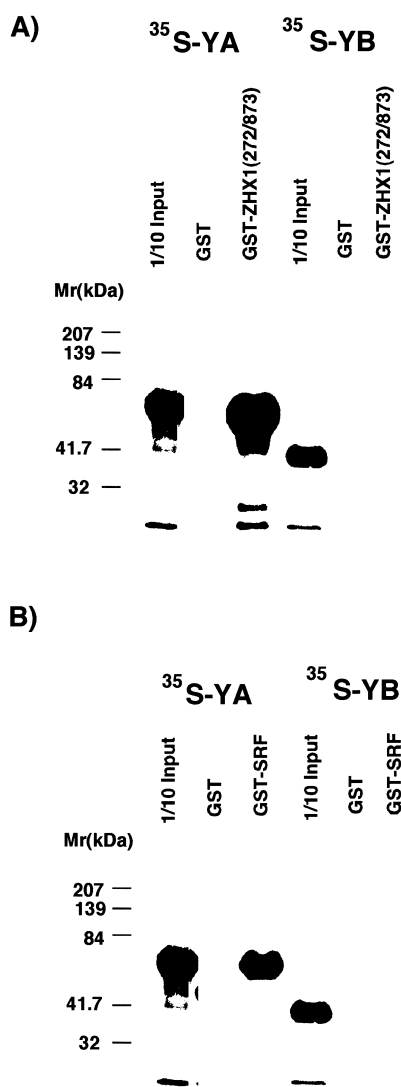 A)
35S-YA 35S-YB
1/10 Input GST GST-ZHX1(272/873) 1/10 Input GST GST-ZHX1(272/873)
Mr(kDa)
207
139
84
41.7
32
B)
35S-YA 35S-YB
1/10 Input GST GST-SRF 1/10 Input GST GST-SRF
Mr(kDa)
207
139
84
41.7
32